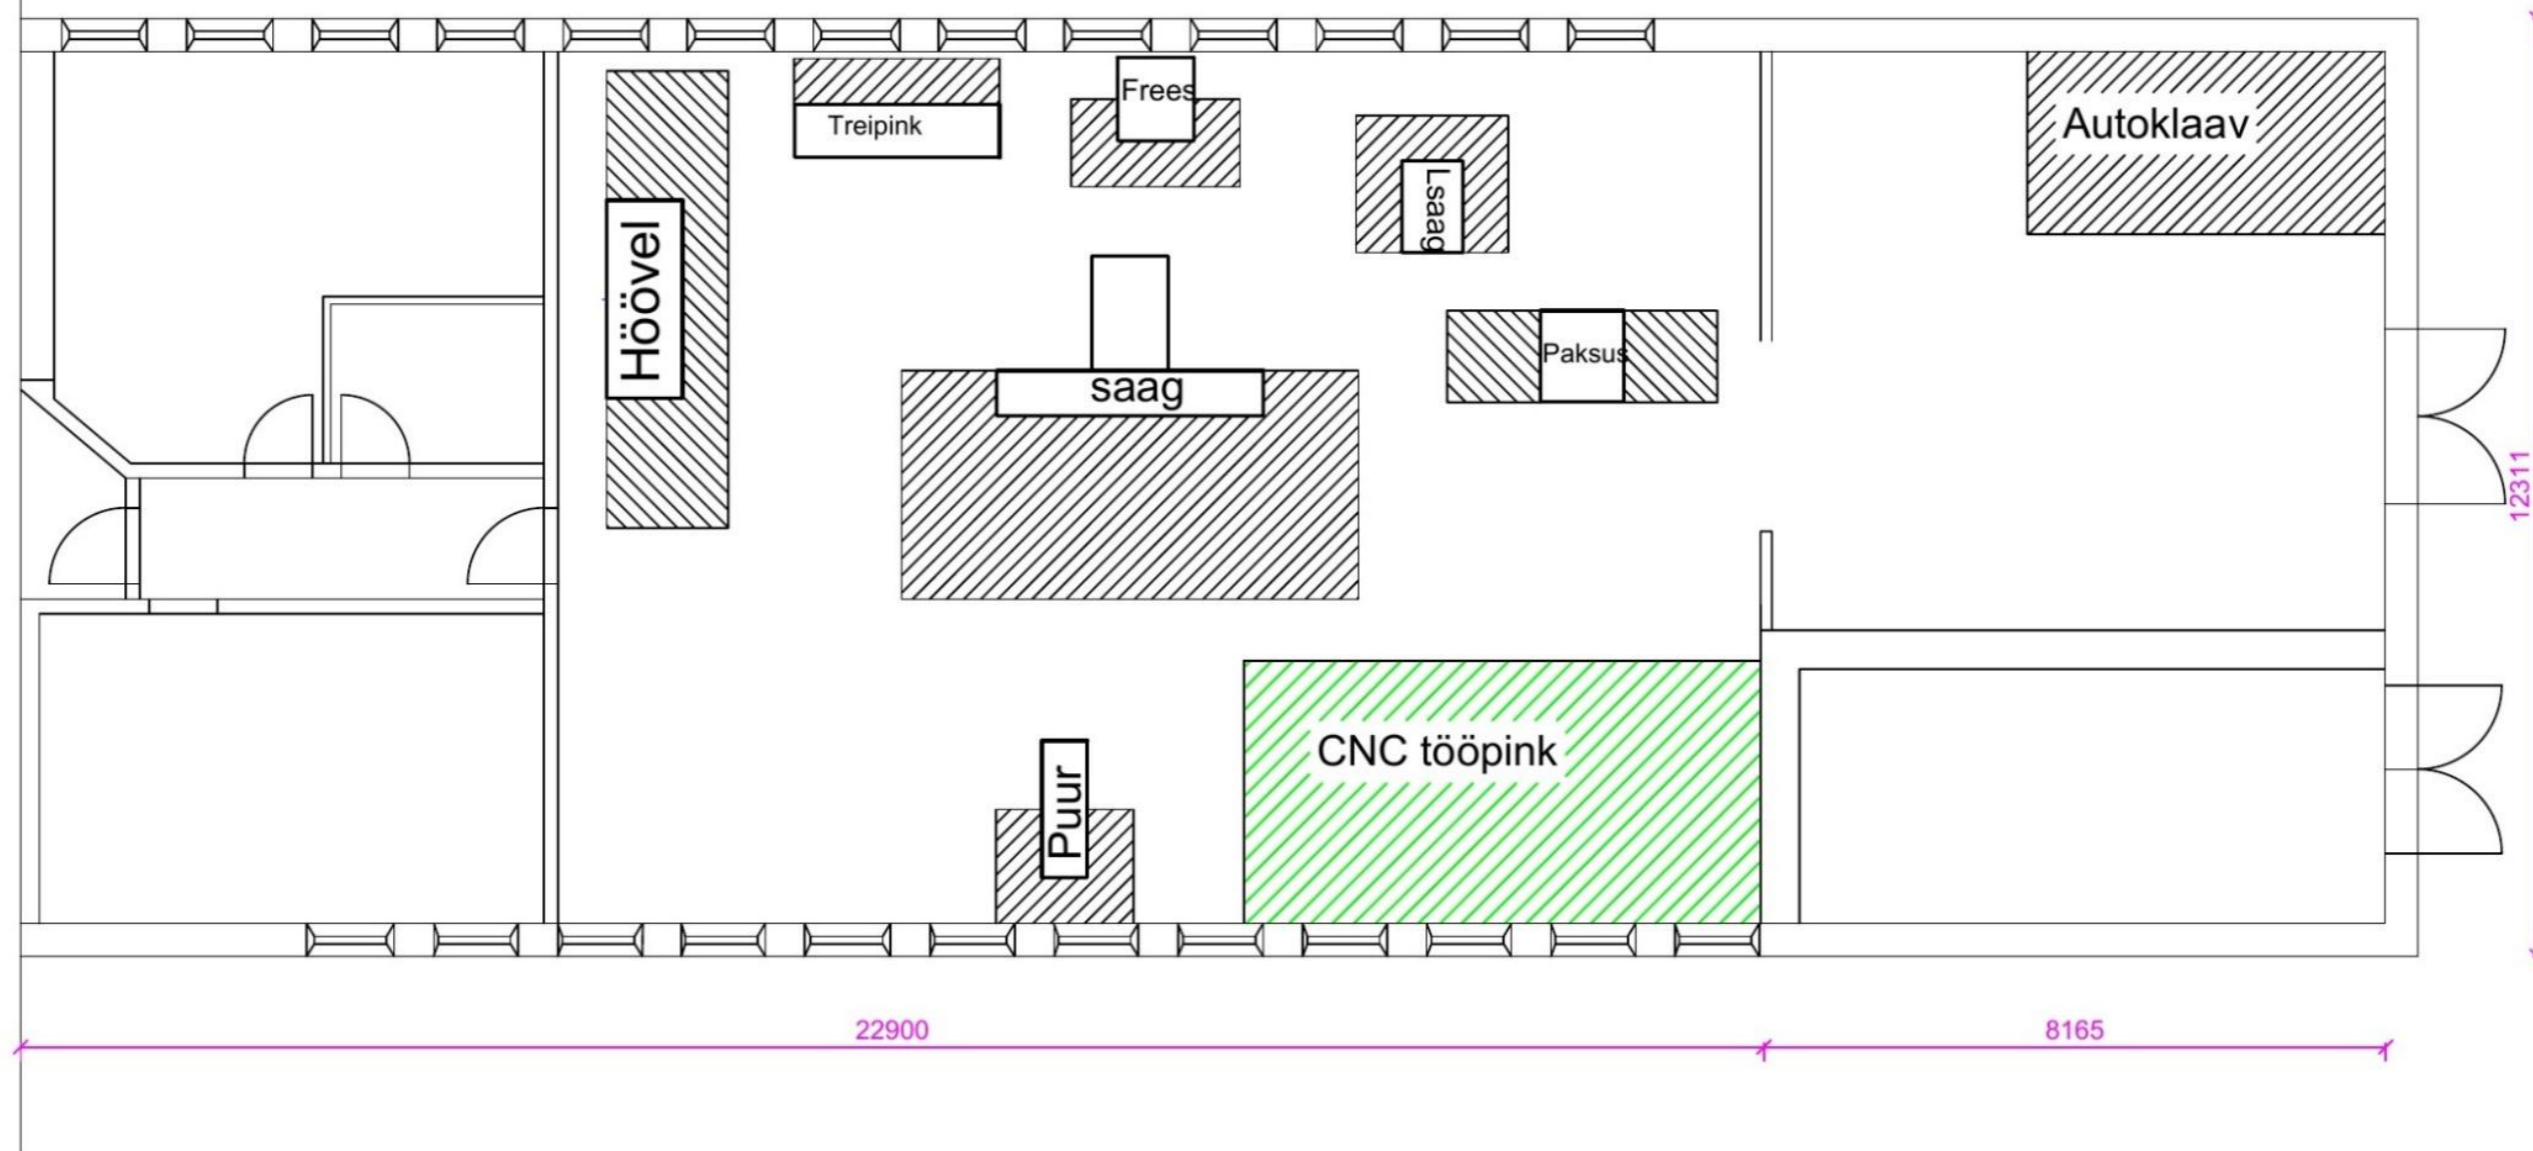 Frees
Treipink
Autoklaav
Lsaag
Höövel
Paksus
saag
12311
CNC tööpink
Puur
22900
8165